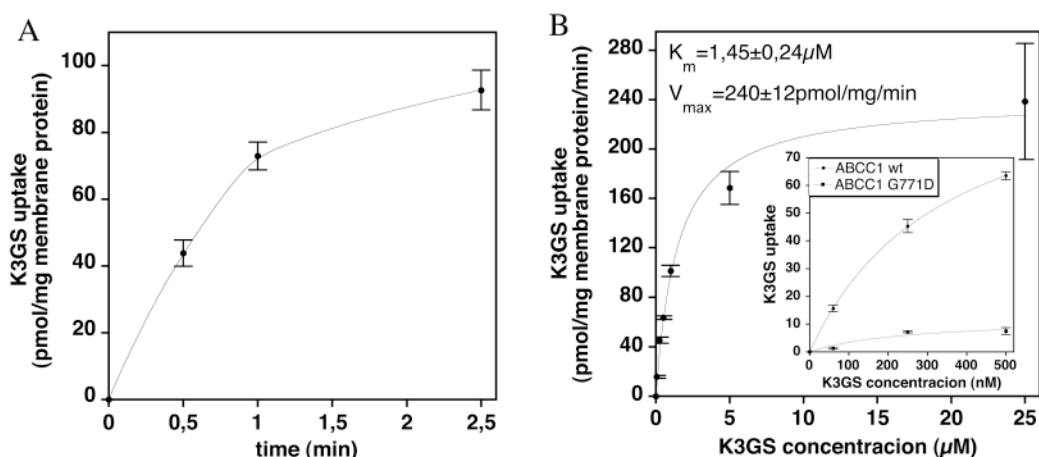 A
K3GS uptake
(pmol/mg membrane protein)
100
80
60
40
20
0
0
0,5
1
1,5
2
2,5
time (min)
B
K3GS uptake
(pmol/mg membrane protein/min)
280
240
200
160
120
80
40
0
0
5
10
15
20
25
K3GS concentracion (µM)
Km=1,45±0,24µM
Vmax=240±12pmol/mg/min
ABCC1 wt
ABCC1 G771D
K3GS uptake
70
60
50
40
30
20
10
0
0
100
200
300
400
500
K3GS concentracion (nM)